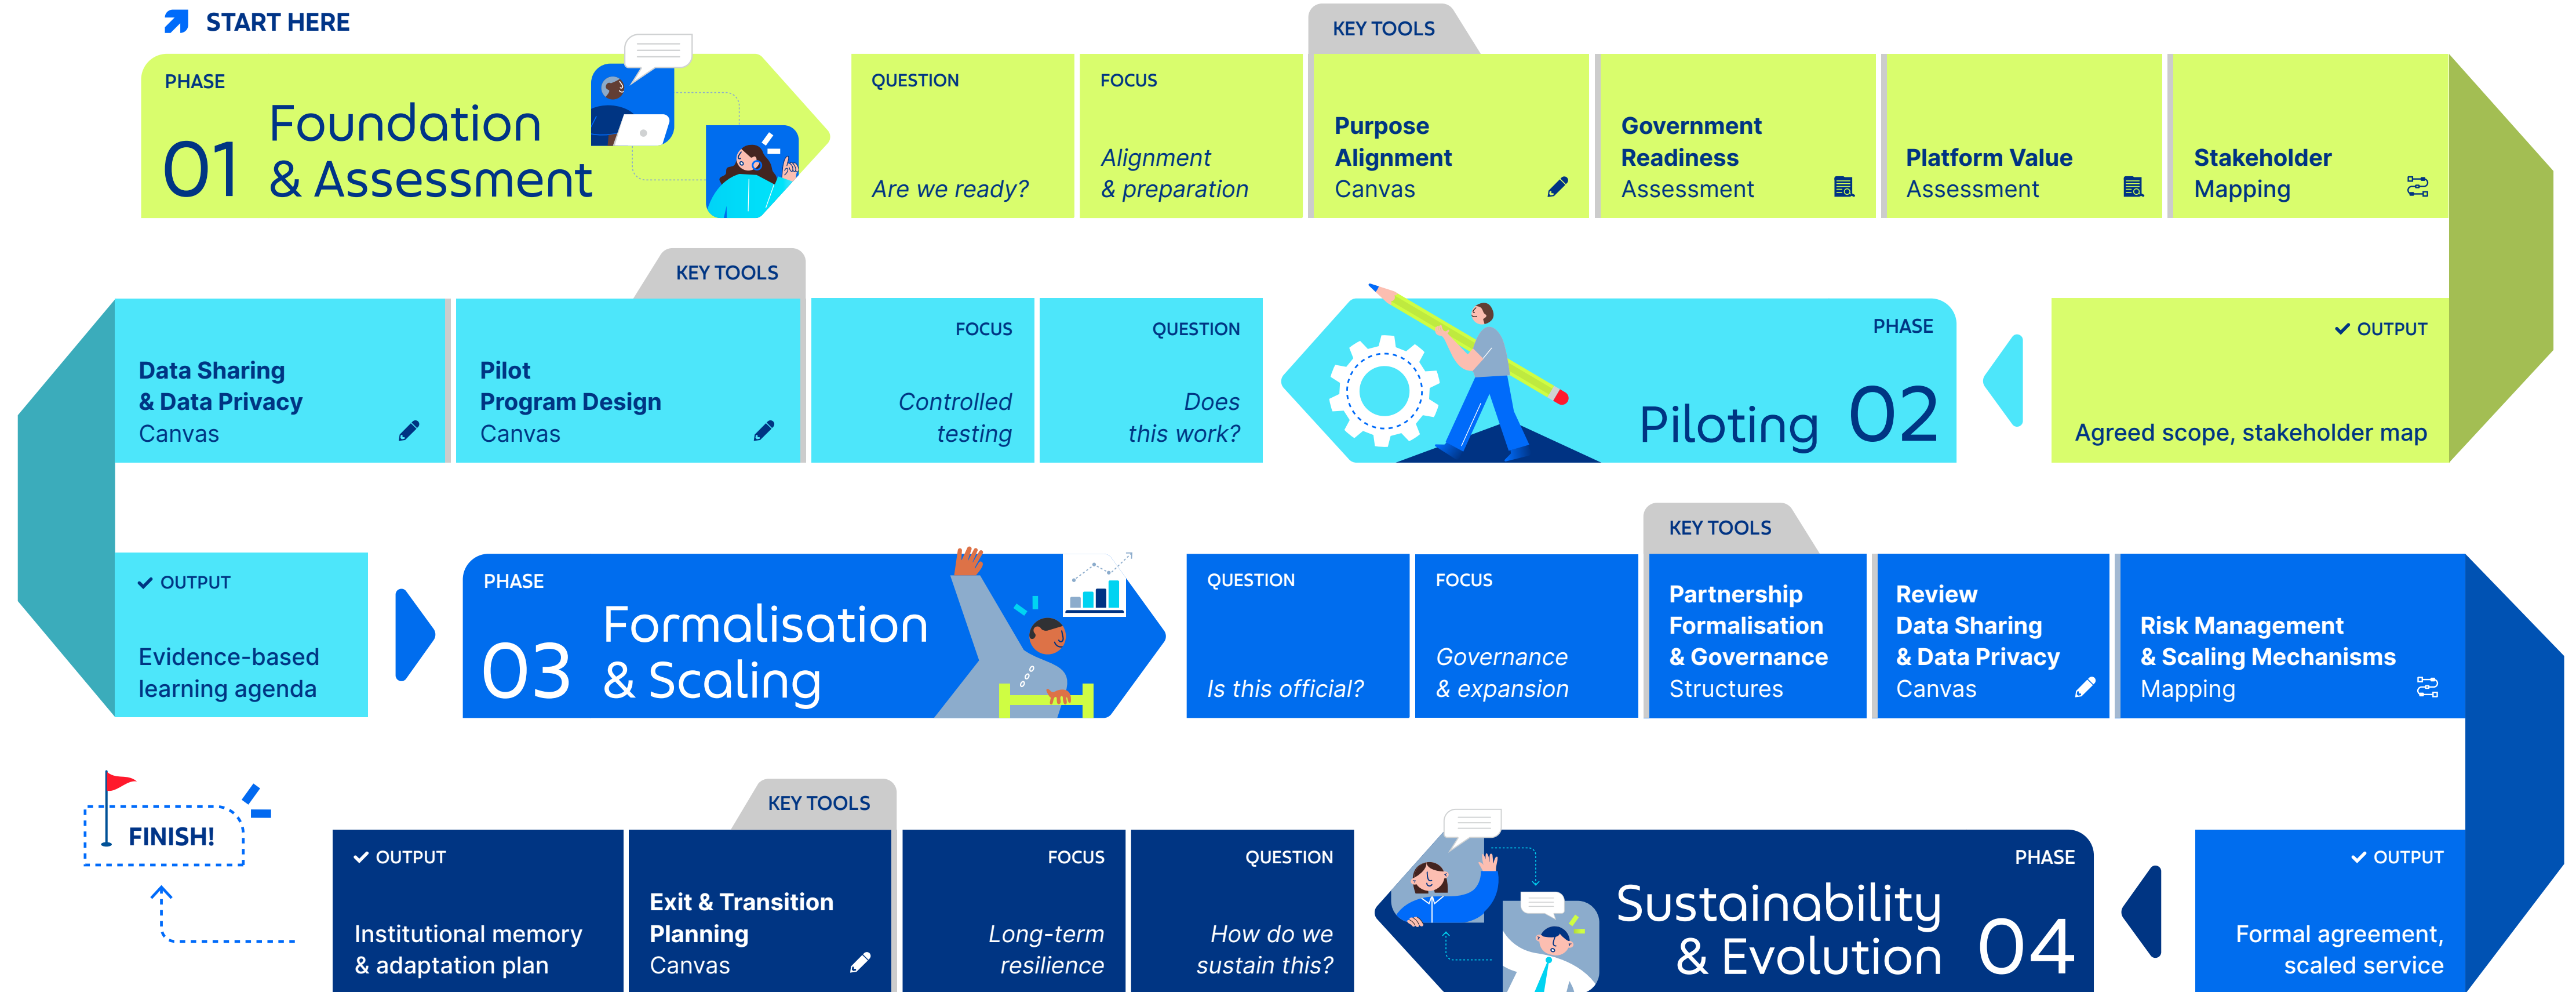 START HERE
PHASE
01
Foundation
& Assessment
QUESTION
Are we ready?
FOCUS
Alignment
& preparation
KEY TOOLS
Purpose
Alignment
Canvas
Government
Readiness
Assessment
Platform Value
Assessment
Stakeholder
Mapping
OUTPUT
Agreed scope, stakeholder map
PHASE
Piloting 02
QUESTION
Does
this work?
FOCUS
Controlled
testing
KEY TOOLS
Pilot
Program Design
Canvas
Data Sharing
& Data Privacy
Canvas
OUTPUT
Evidence-based
learning agenda
PHASE
03
Formalisation
& Scaling
QUESTION
Is this official?
FOCUS
Governance
& expansion
KEY TOOLS
Partnership
Formalisation
& Governance
Structures
Review
Data Sharing
& Data Privacy
Canvas
Risk Management
& Scaling Mechanisms
Mapping
OUTPUT
Formal agreement,
scaled service
PHASE
Sustainability
& Evolution
04
QUESTION
How do we
sustain this?
FOCUS
Long-term
resilience
KEY TOOLS
Exit & Transition
Planning
Canvas
OUTPUT
Institutional memory
& adaptation plan
FINISH!